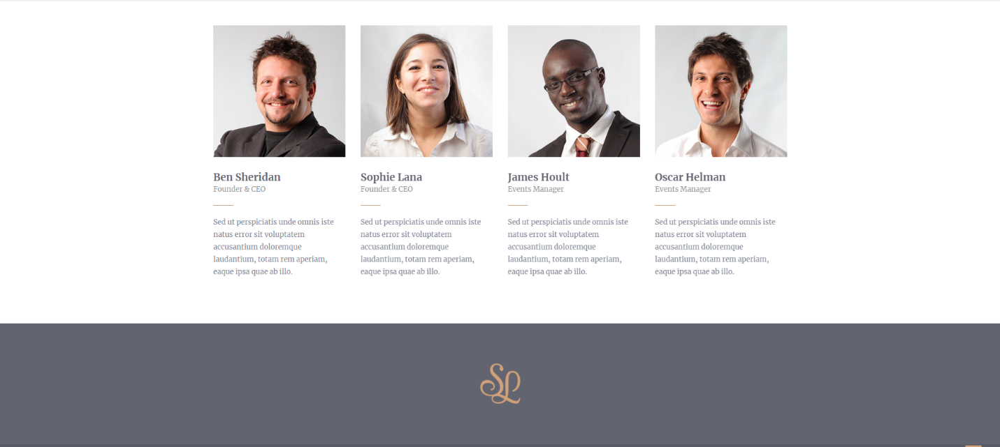 Ben Sheridan
Founder & CEO
Sed ut perspiciatis unde omnis iste
natus error sit voluptatem
accusantium doloremque
laudantium, totam rem aperiam,
eaque ipsa quae ab illo.
Sophie Lana
Founder & CEO
Sed ut perspiciatis unde omnis iste
natus error sit voluptatem
accusantium doloremque
laudantium, totam rem aperiam,
eaque ipsa quae ab illo.
James Hoult
Events Manager
Sed ut perspiciatis unde omnis iste
natus error sit voluptatem
accusantium doloremque
laudantium, totam rem aperiam,
eaque ipsa quae ab illo.
Oscar Helman
Events Manager
Sed ut perspiciatis unde omnis iste
natus error sit voluptatem
accusantium doloremque
laudantium, totam rem aperiam,
eaque ipsa quae ab illo.
SL